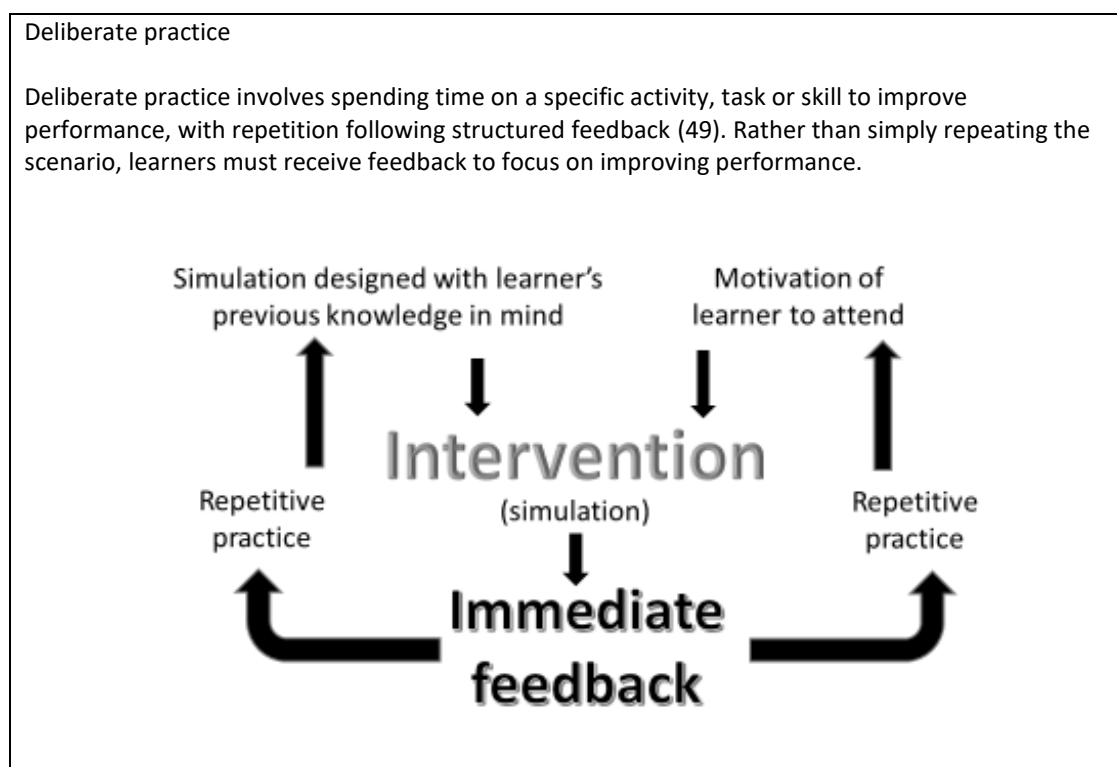 Deliberate practice
Deliberate practice involves spending time on a specific activity, task or skill to improve
performance, with repetition following structured feedback (49). Rather than simply repeating the
scenario, learners must receive feedback to focus on improving performance.
Simulation designed with learner’s
previous knowledge in mind
Motivation of
learner to attend
Intervention
(simulation)
Repetitive
practice
Repetitive
practice
Immediate
feedback